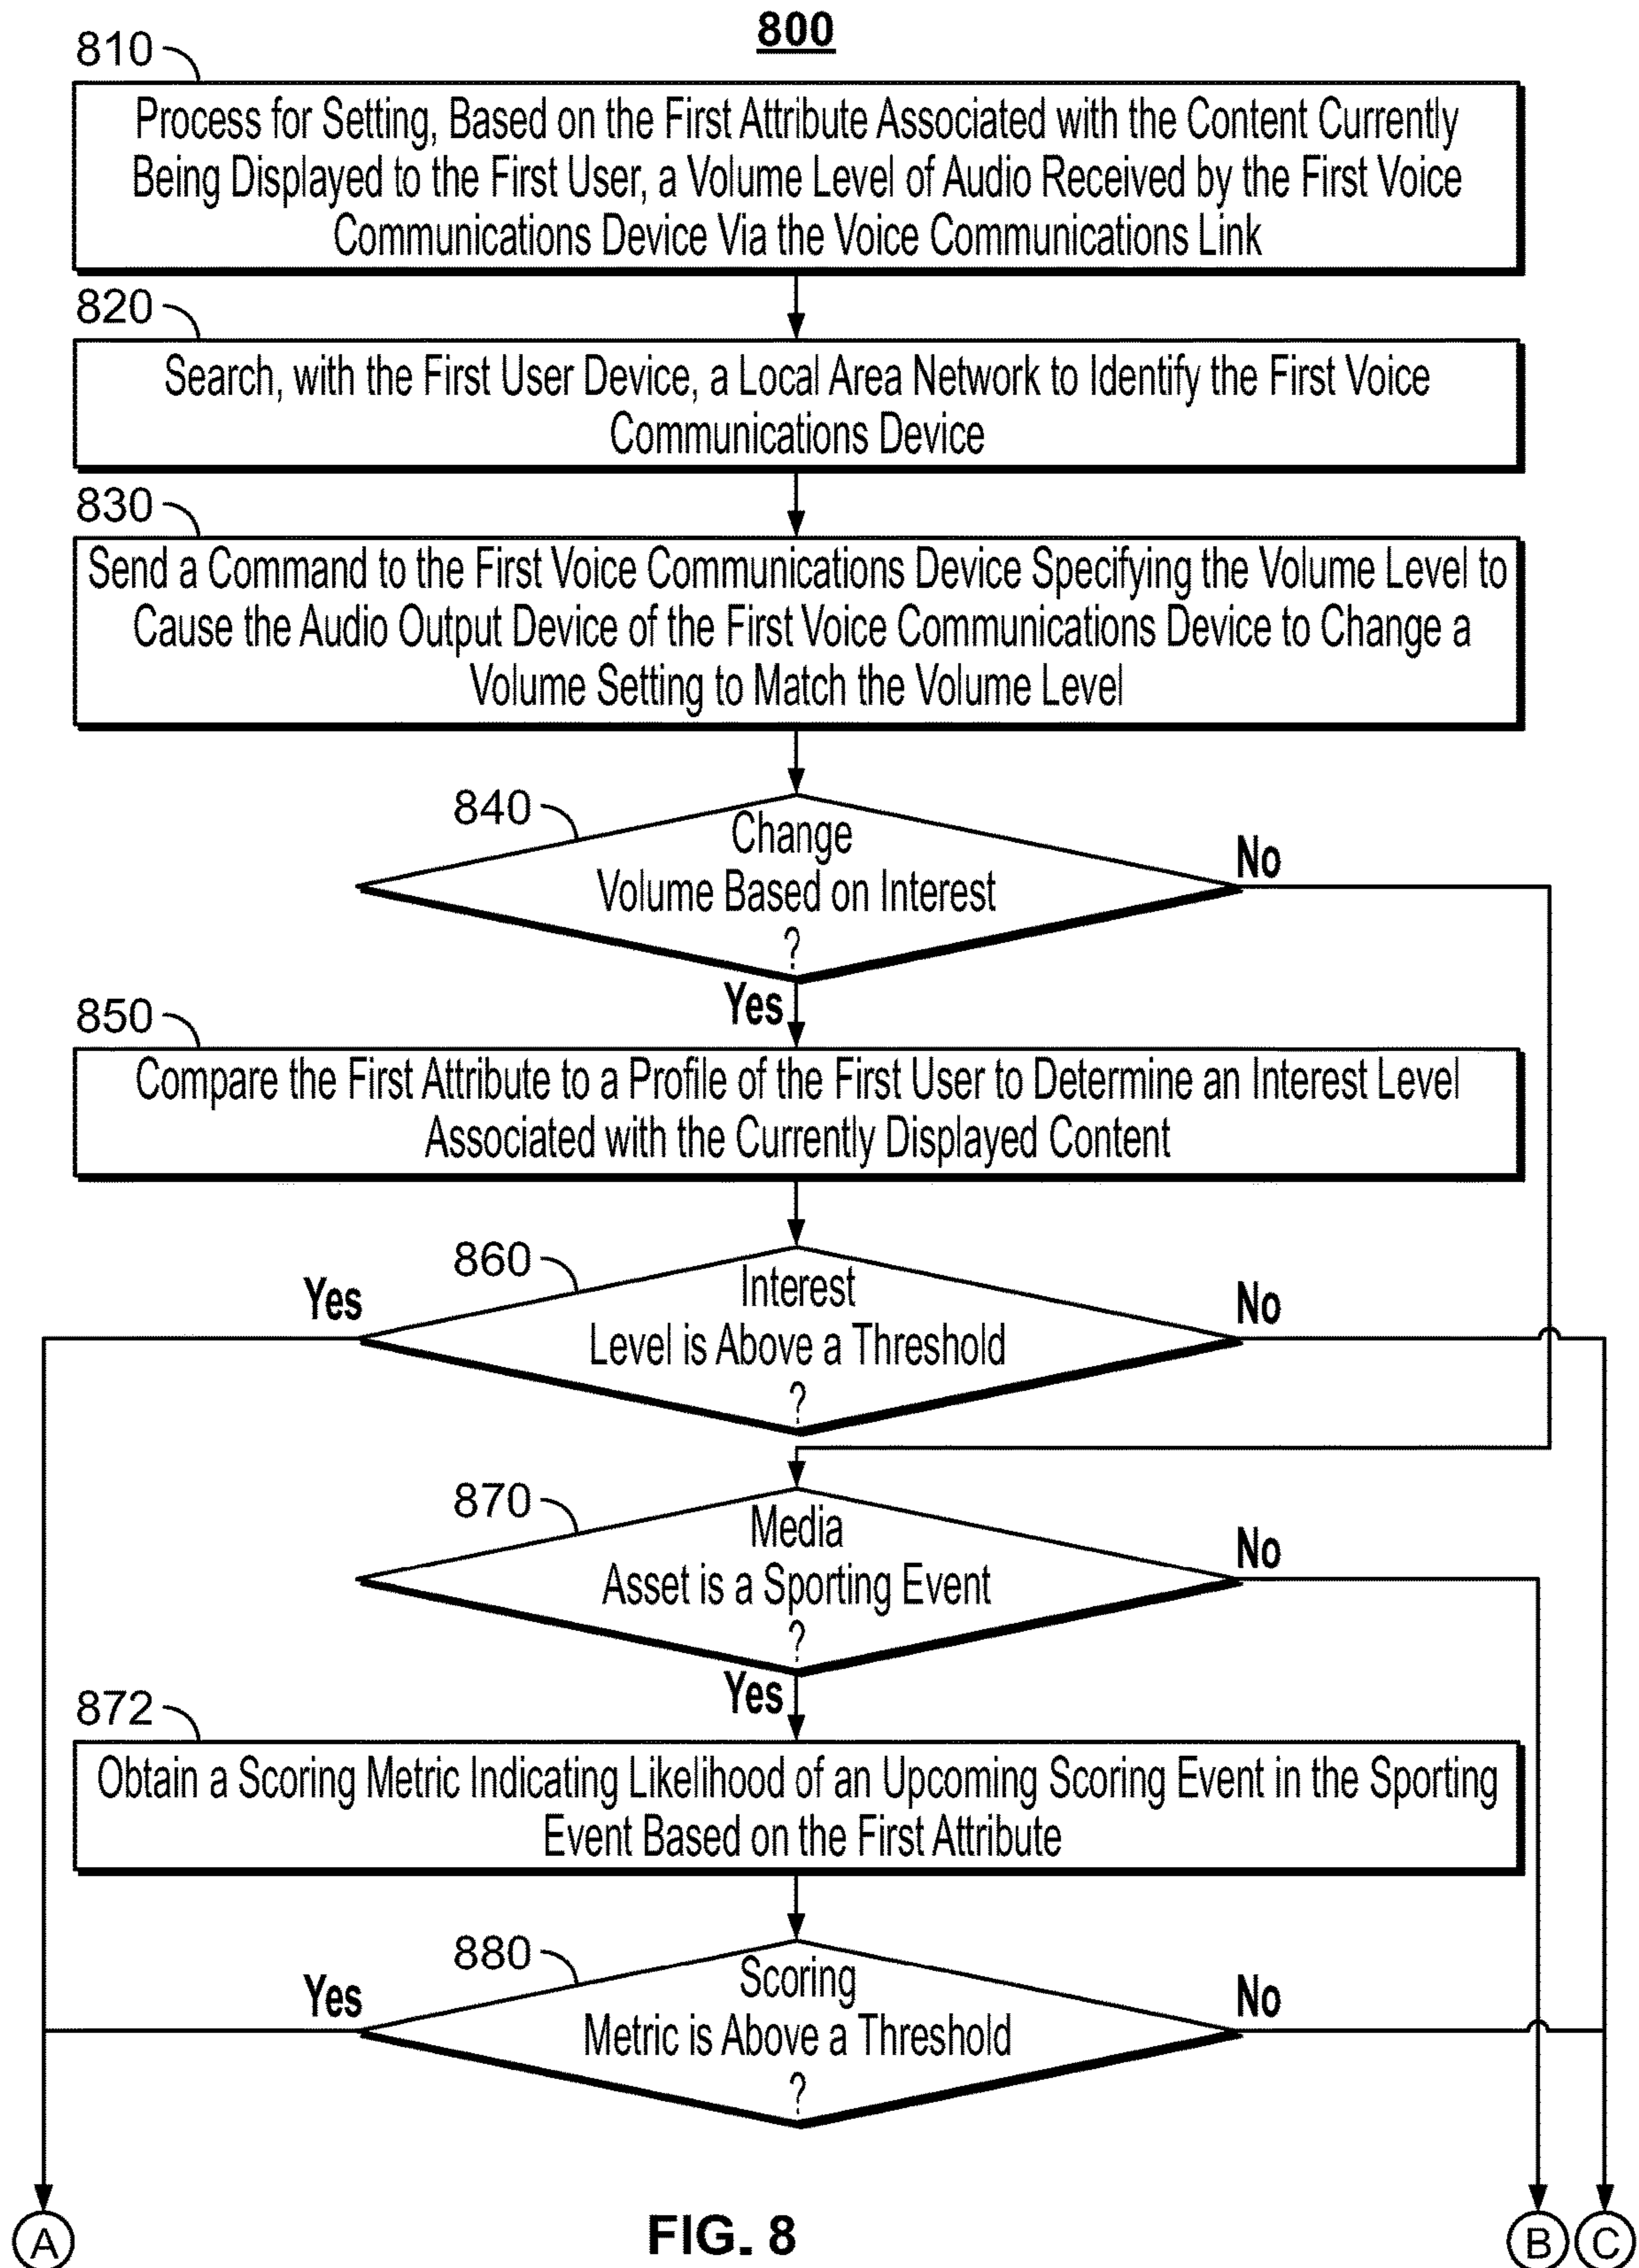 800
810
Process for Setting, Based on the First Attribute Associated with the Content Currently
Being Displayed to the First User, a Volume Level of Audio Received by the First Voice
Communications Device Via the Voice Communications Link
820
Search, with the First User Device, a Local Area Network to Identify the First Voice
Communications Device
830
Send a Command to the First Voice Communications Device Specifying the Volume Level to
Cause the Audio Output Device of the First Voice Communications Device to Change a
Volume Setting to Match the Volume Level
840
Change
Volume Based on Interest
?
No
Yes
850
Compare the First Attribute to a Profile of the First User to Determine an Interest Level
Associated with the Currently Displayed Content
860
Yes
Interest
Level is Above a Threshold
?
No
870
Media
Asset is a Sporting Event
?
No
Yes
872
Obtain a Scoring Metric Indicating Likelihood of an Upcoming Scoring Event in the Sporting
Event Based on the First Attribute
880
Yes
Scoring
Metric is Above a Threshold
?
No
A
FIG. 8
B
C